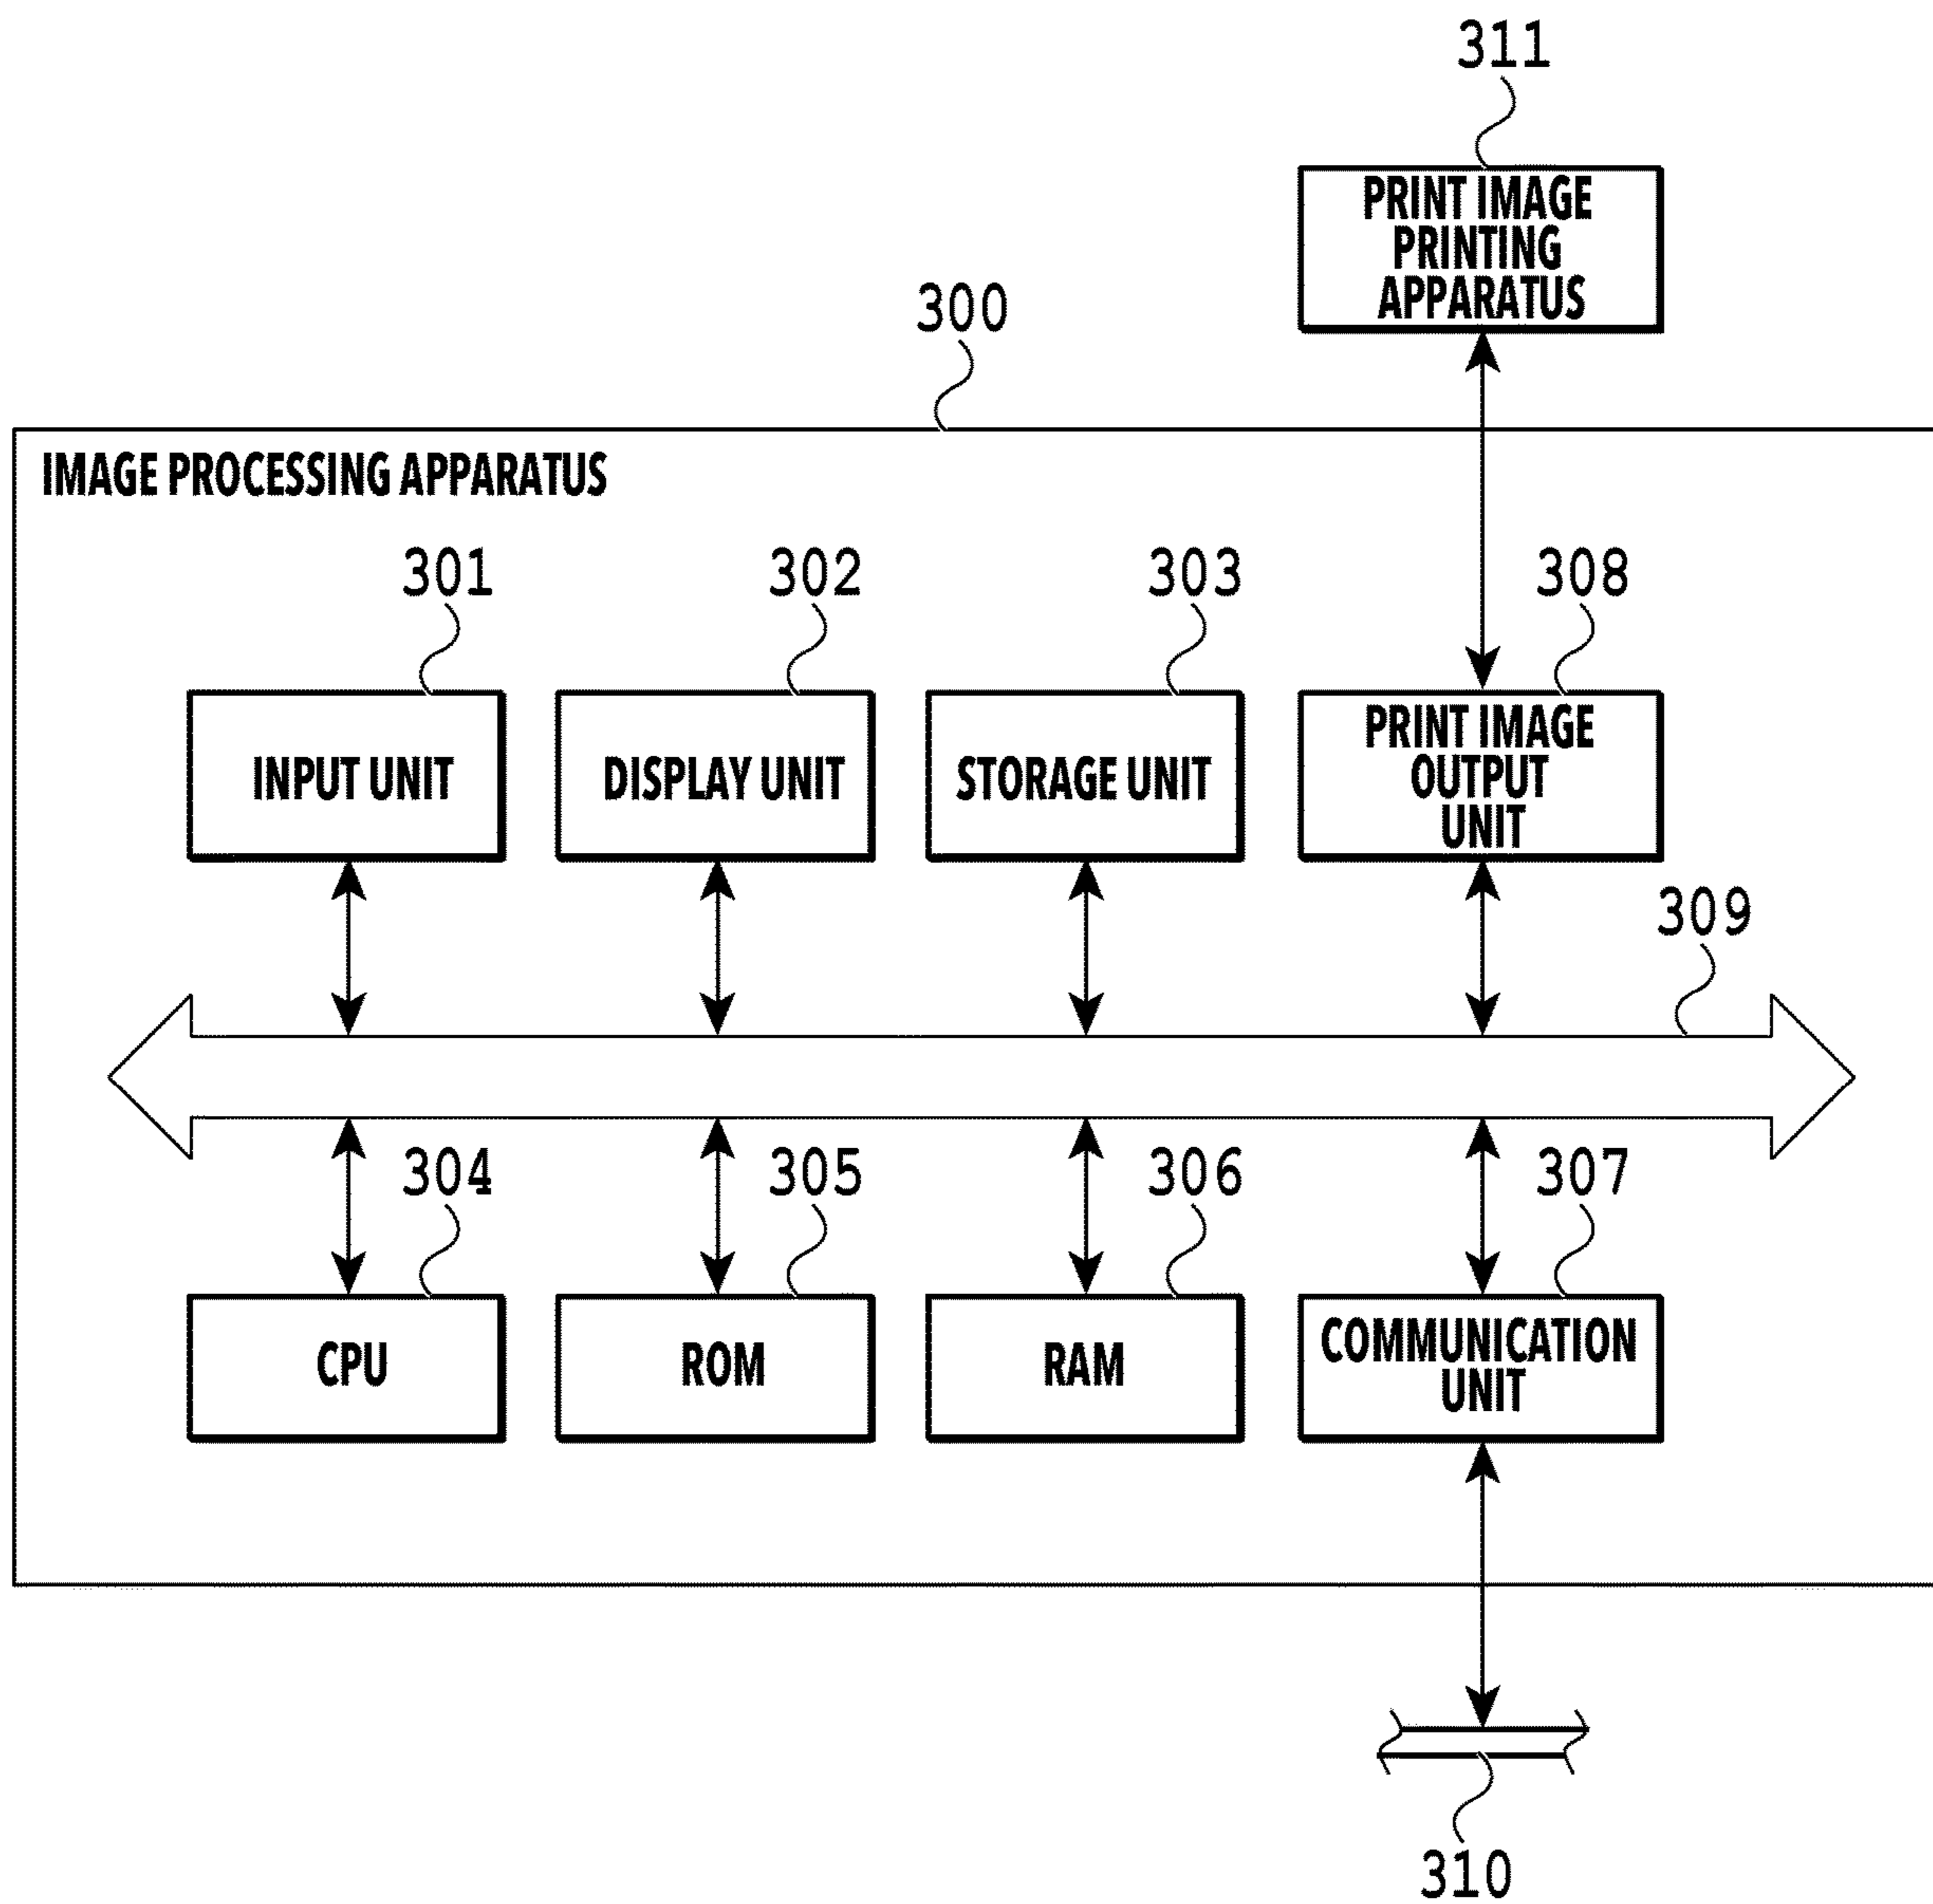 311
PRINT IMAGE
PRINTING
APPARATUS
300
IMAGE PROCESSING APPARATUS
301
302
303
308
INPUT UNIT
DISPLAY UNIT
STORAGE UNIT
PRINT IMAGE
OUTPUT
UNIT
309
304
305
306
307
CPU
ROM
RAM
COMMUNICATION
UNIT
310